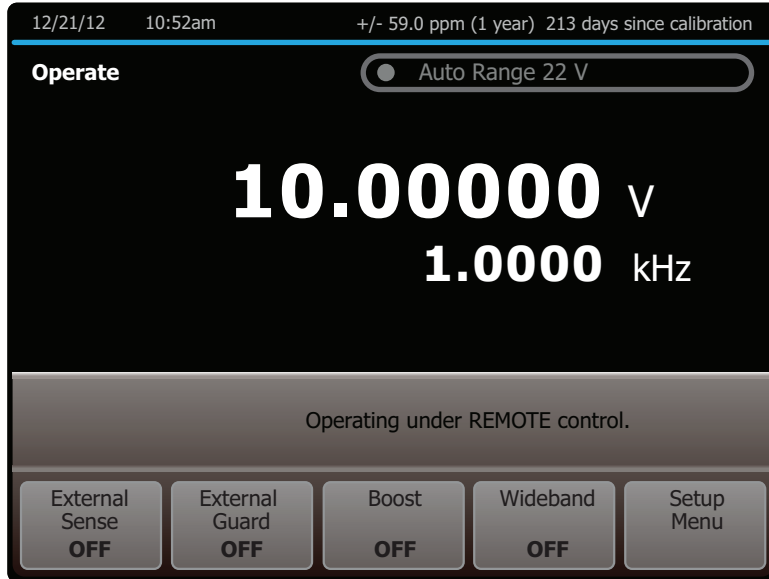 12/21/12 10:52am +/- 59.0 ppm (1 year) 213 days since calibration
Operate Auto Range 22 V
10.00000 V
1.0000 kHz
Operating under REMOTE control.
External Sense OFF
External Guard OFF
Boost OFF
Wideband OFF
Setup Menu